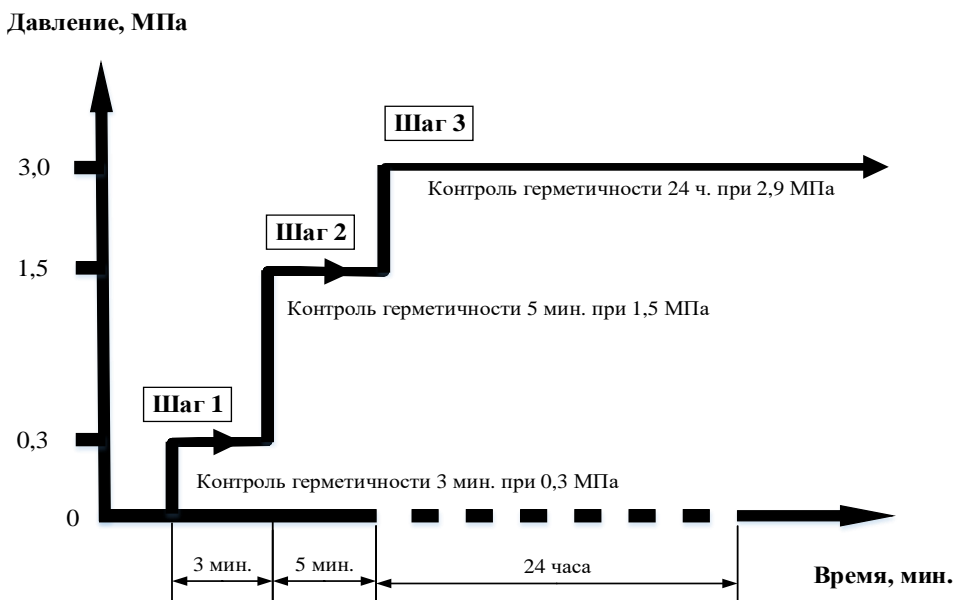 Давление, МПа
Шаг 3
3,0
Контроль герметичности 24 ч. при 2,9 МПа
Шаг 2
1,5
Контроль герметичности 5 мин. при 1,5 МПа
Шаг 1
0,3
Контроль герметичности 3 мин. при 0,3 МПа
0
3 мин.
5 мин.
24 часа
Время, мин.